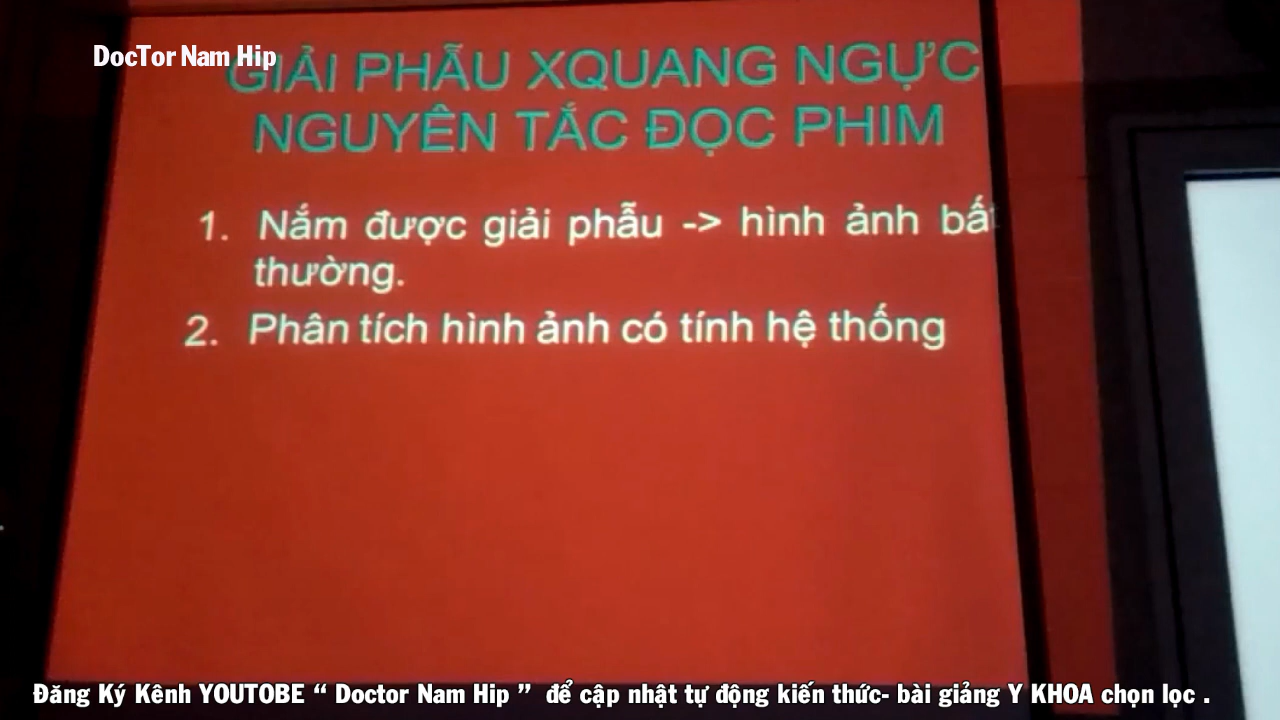 DocTor Nam Hip
GIẢI PHẪU XQUANG NGỰC
NGUYÊN TẮC ĐỌC PHIM
1. Nắm được giải phẫu -> hình ảnh bất
thường.
2. Phân tích hình ảnh có tính hệ thống
Đăng Ký Kênh YOUTOBE “ Doctor Nam Hip ” để cập nhật tự động kiến thức- bài giảng Y KHOA chọn lọc .